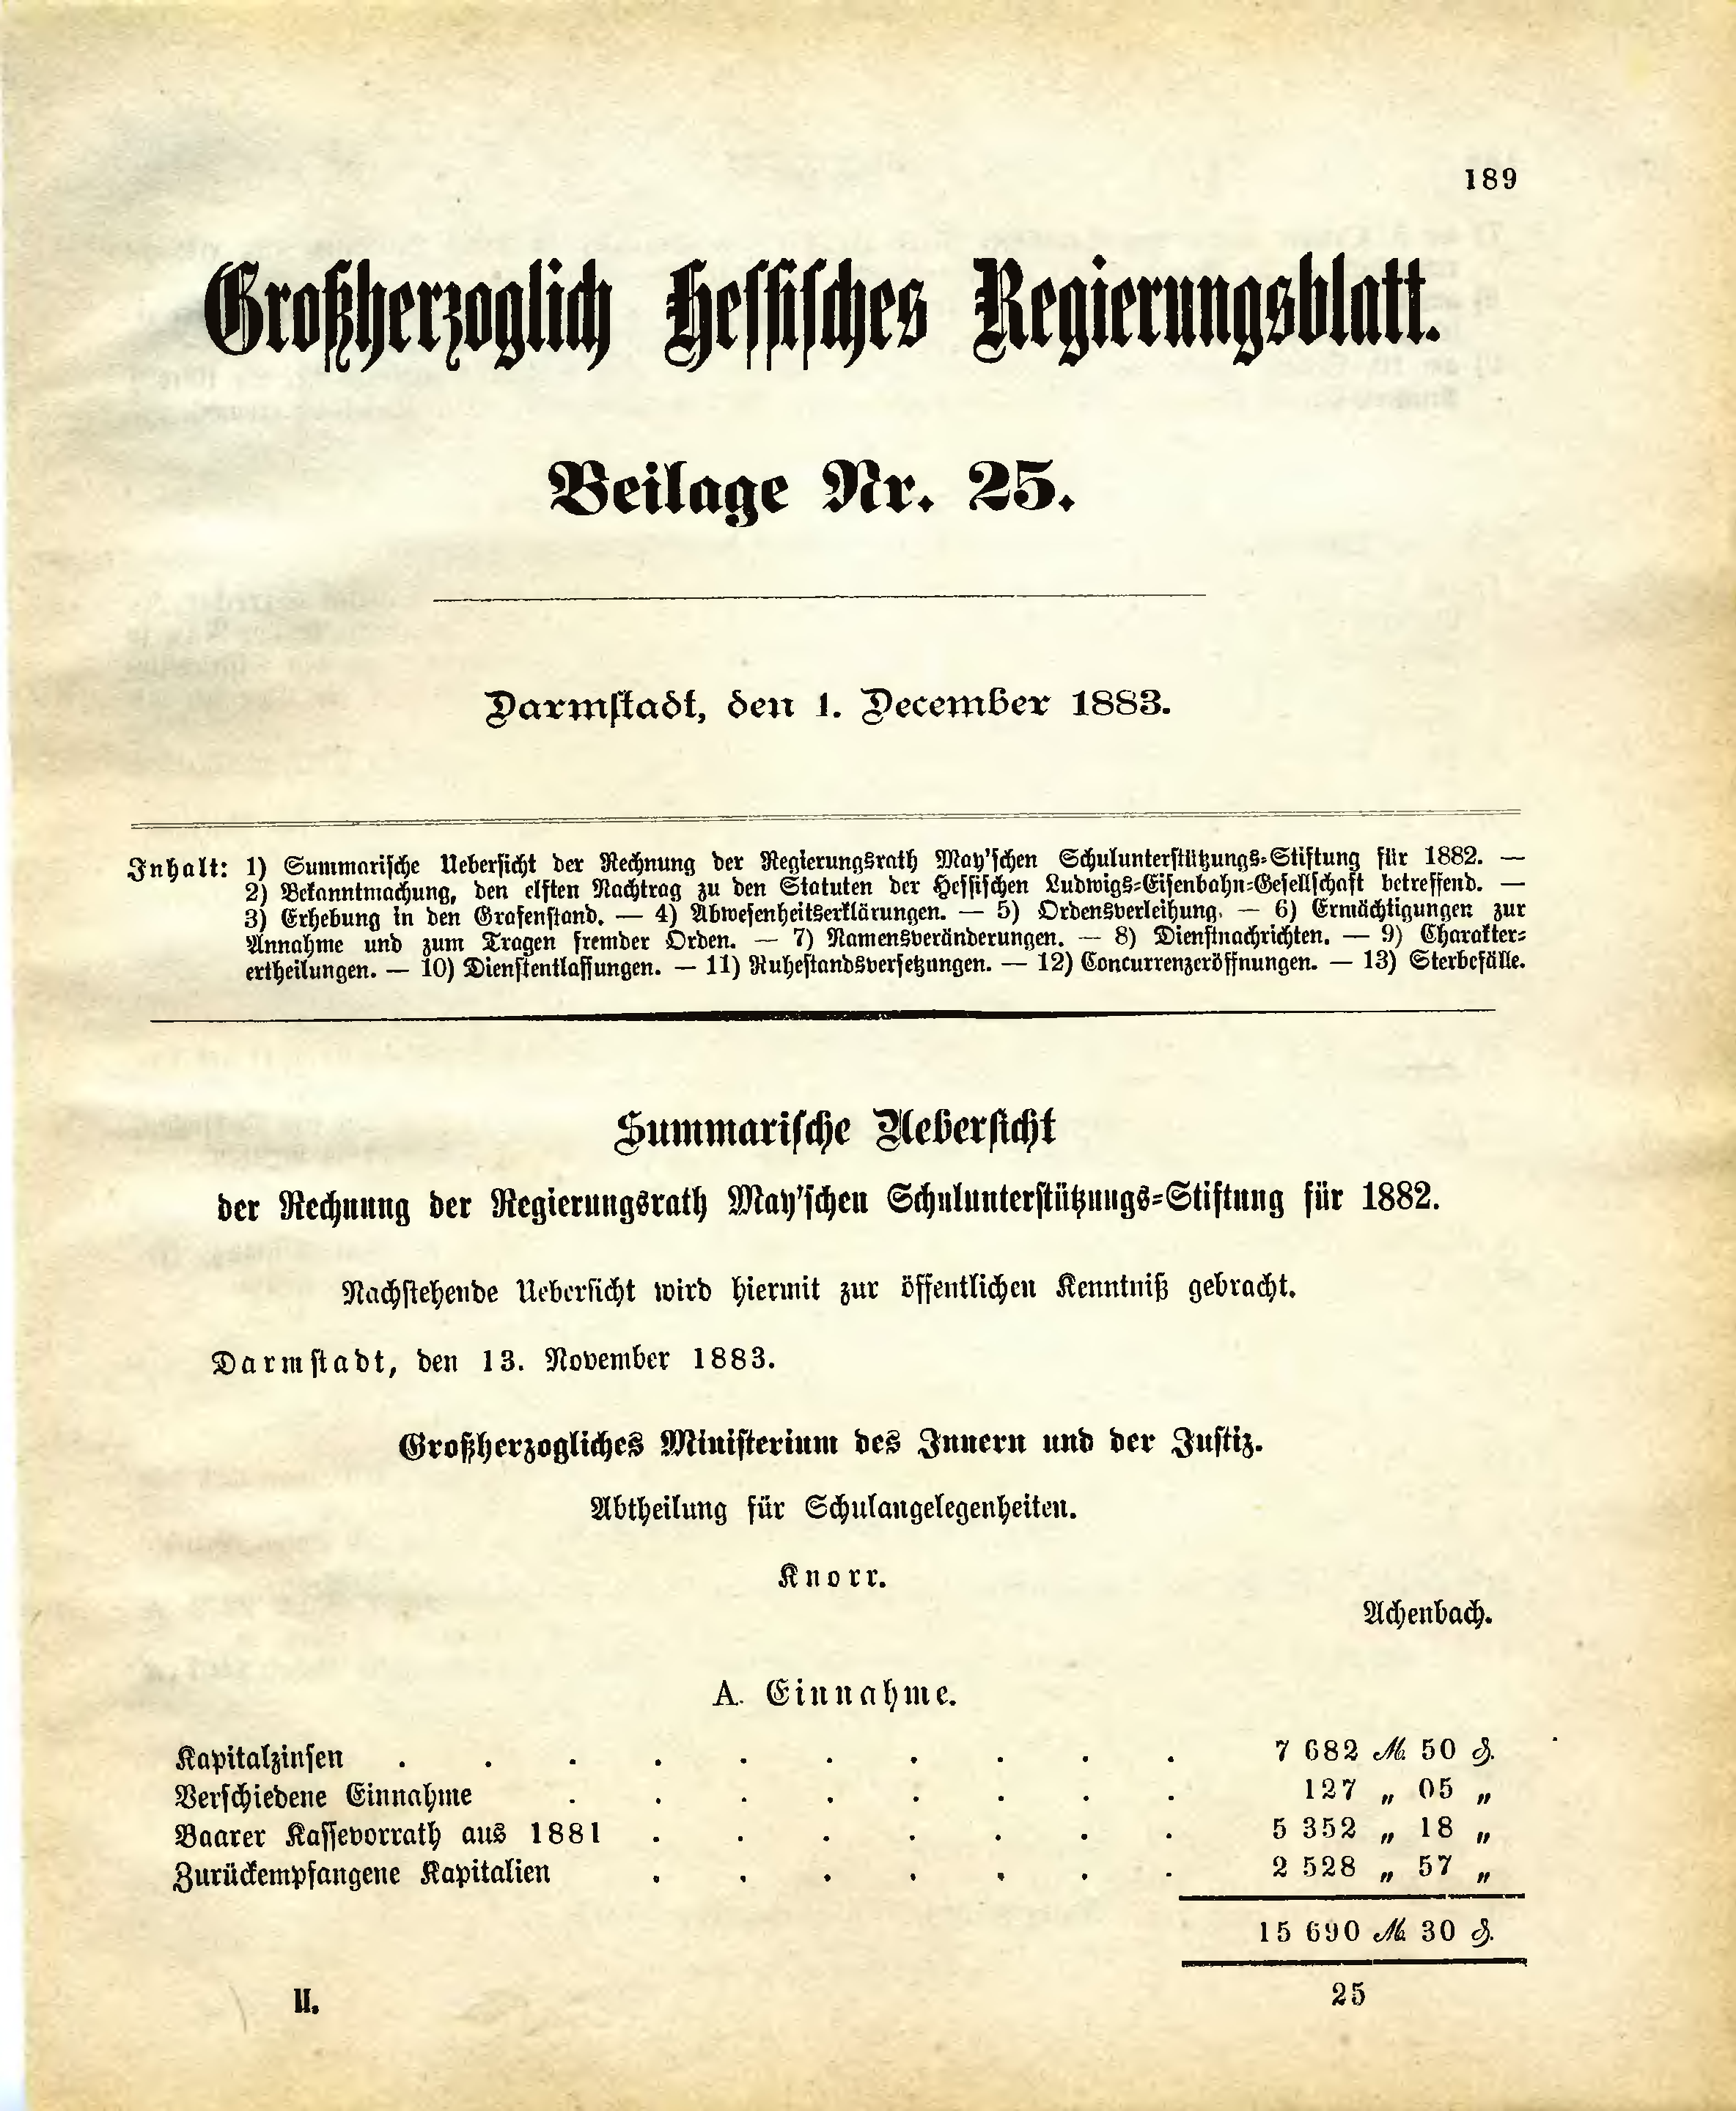 189
Großherzoglich Hessisches Regierungsblatt.
Beilage Nr. 25.
Darmstadt, den 1. December 1883.
Inhalt: 1) Summarische Uebersicht der Rechnung der Regierungsrath May'schen Schulunterstützungs-Stiftung für 1882. —
2) Bekanntmachung, den elften Nachtrag zu den Statuten der Hessischen Ludwigs-Eisenbahn-Gesellschaft betreffend. —
3) Erhebung in den Grafenstand. — 4) Abwesenheitserklärungen. — 5) Ordensverleihung. — 6) Ermächtigungen zur
Annahme und zum Tragen fremder Orden. — 7) Namensveränderungen. — 8) Dienstnachrichten. — 9) Charakter-
ertheilungen. — 10) Dienstentlassungen. — 11) Ruhestandsversetzungen. — 12) Concurrenzeröffnungen. — 13) Sterbefälle.
Summarische Uebersicht
der Rechnung der Regierungsrath May'schen Schulunterstützungs-Stiftung für 1882.
Nachstehende Uebersicht wird hiermit zur öffentlichen Kenntniß gebracht.
Darmstadt, den 13. November 1883.
Großherzogliches Ministerium des Innern und der Justiz.
Abtheilung für Schulangelegenheiten.
Knorr.
Achenbach.
A. Einnahme.
Kapitalzinsen . . . . . . . . . . 7 682 ℳ 50 ₰.
Verschiedene Einnahme . . . . . . . . 127 „ 05 „
Baarer Kassevorrath aus 1881 . . . . . . . 5 352 „ 18 „
Zurückempfangene Kapitalien . . . . . . . 2 528 „ 57 „
15 690 ℳ 30 ₰.
II. 25